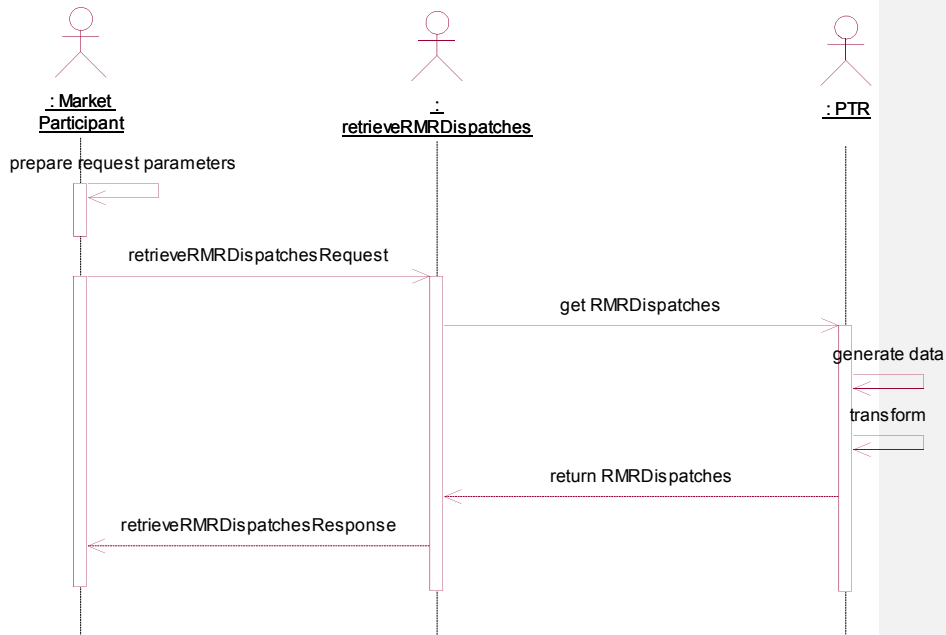 : Market
Participant
:
retrieveRMRDispatches
: PTR
prepare request parameters
retrieveRMRDispatchesRequest
get RMRDispatches
generate data
transform
return RMRDispatches
retrieveRMRDispatchesResponse